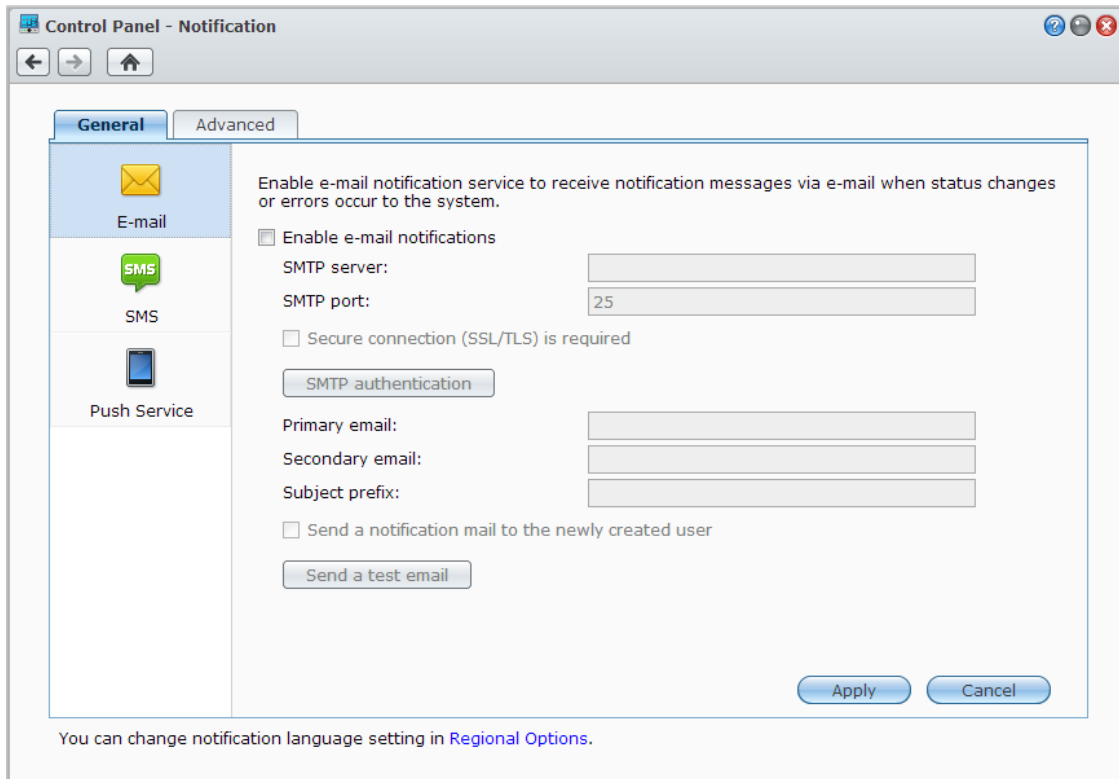 Control Panel - Notification
General
Advanced
E-mail
SMS
SMS
Push Service
Enable e-mail notification service to receive notification messages via e-mail when status changes
or errors occur to the system.
Enable e-mail notifications
SMTP server:
SMTP port: 25
Secure connection (SSL/TLS) is required
SMTP authentication
Primary email:
Secondary email:
Subject prefix:
Send a notification mail to the newly created user
Send a test email
Apply
Cancel
You can change notification language setting in Regional Options.